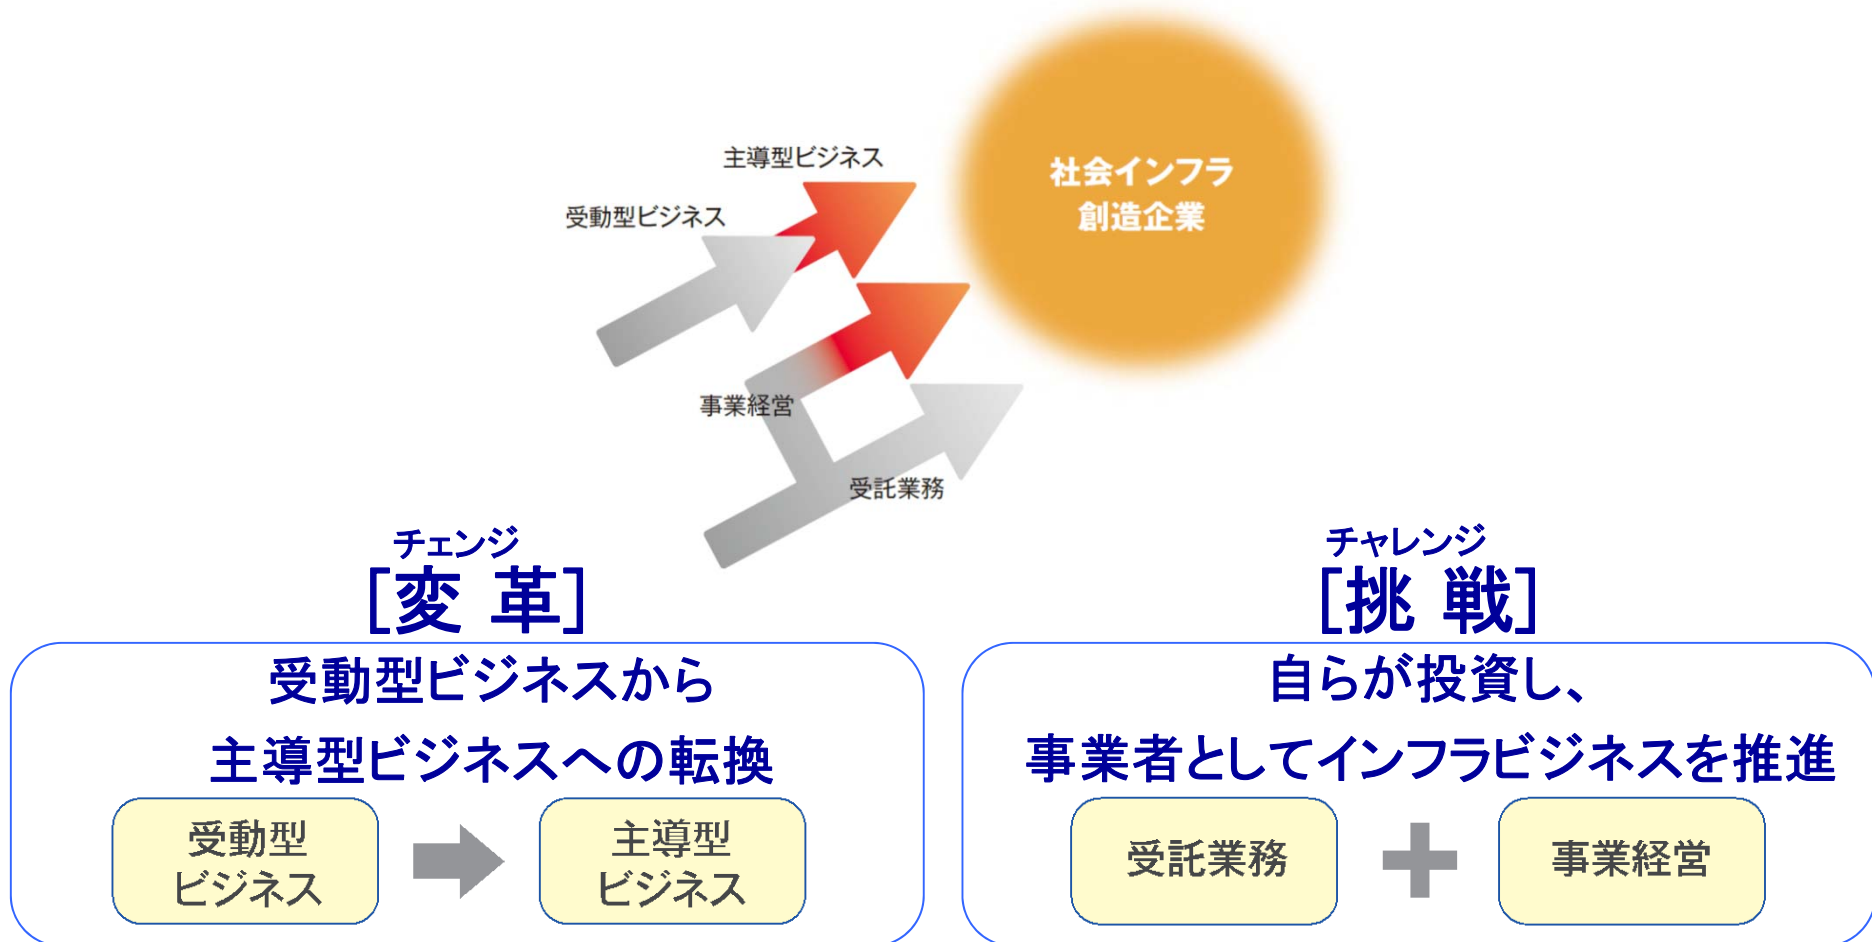 主導型ビジネス
受動型ビジネス
社会インフラ
創造企業
事業経営
受託業務
チェンジ
[変 革]
受動型ビジネスから
主導型ビジネスへの転換
受動型
ビジネス
主導型
ビジネス
チャレンジ
[挑 戦]
自らが投資し、
事業者としてインフラビジネスを推進
受託業務
事業経営